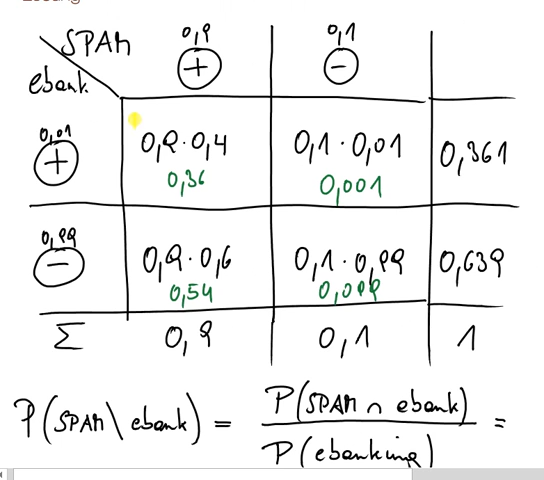 SPAM 0,9 0,1
ebank + -
0,01 + 0,9·0,4 0,1·0,01 0,361
0,36 0,001
0,99 - 0,9·0,6 0,1·0,99 0,639
0,54 0,099
Σ 0,9 0,1 1
P(SPAM\ebank) = P(SPAM ∩ ebank) =
P(ebanking)